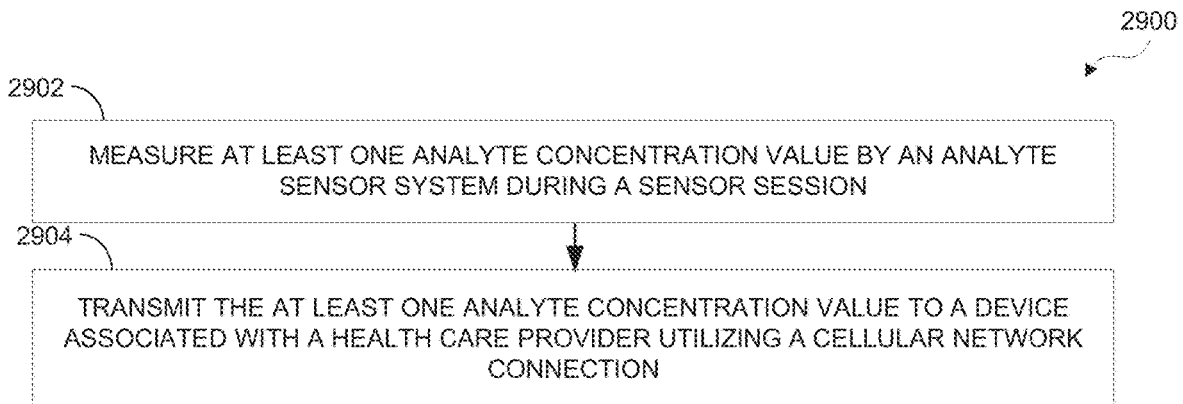 2900
2902
MEASURE AT LEAST ONE ANALYTE CONCENTRATION VALUE BY AN ANALYTE
SENSOR SYSTEM DURING A SENSOR SESSION
2904
TRANSMIT THE AT LEAST ONE ANALYTE CONCENTRATION VALUE TO A DEVICE
ASSOCIATED WITH A HEALTH CARE PROVIDER UTILIZING A CELLULAR NETWORK
CONNECTION